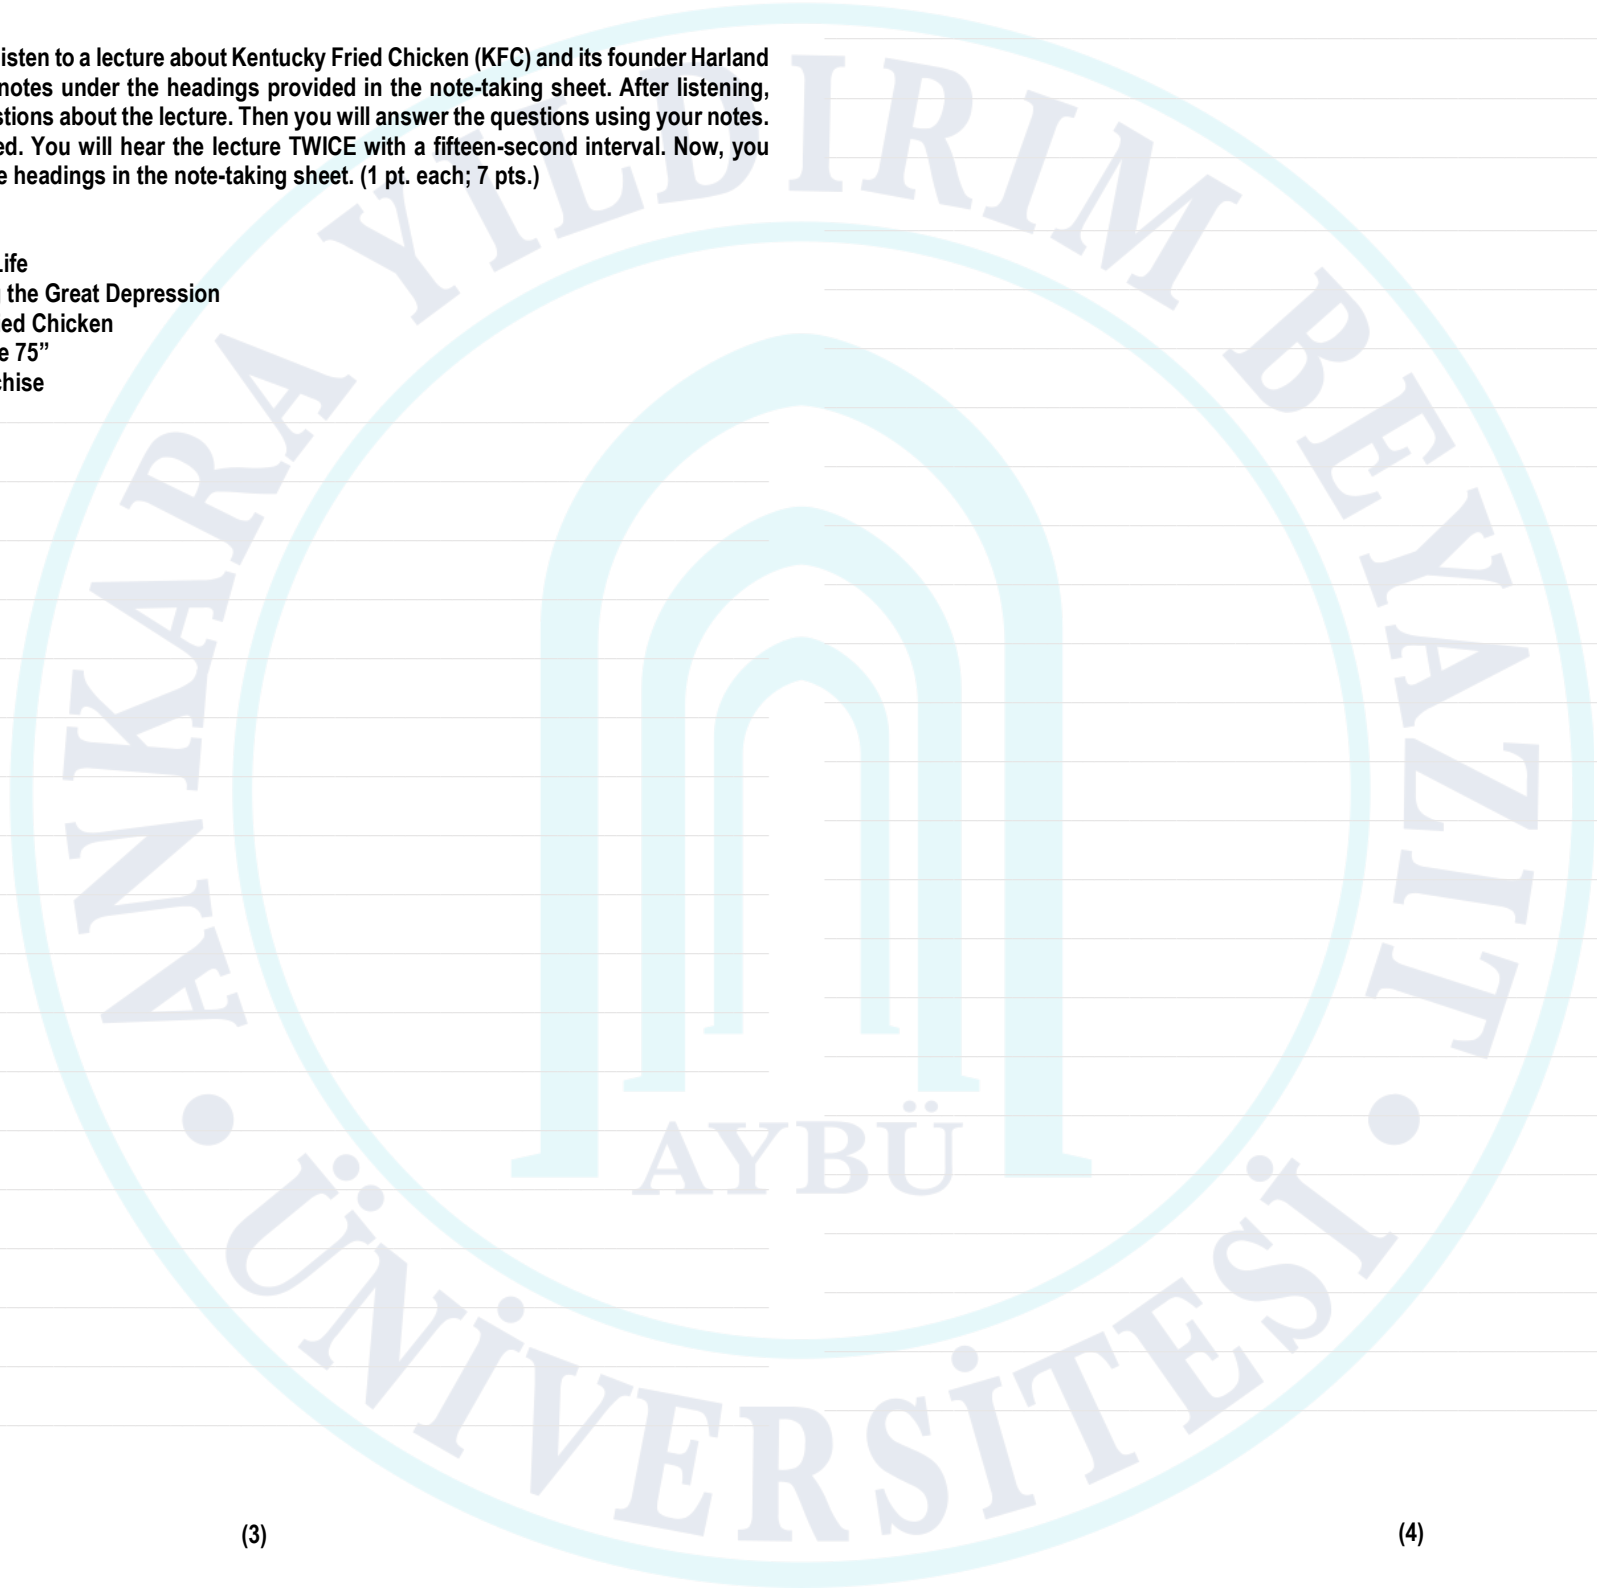 listen to a lecture about Kentucky Fried Chicken (KFC) and its founder Harland
notes under the headings provided in the note-taking sheet. After listening,
stions about the lecture. Then you will answer the questions using your notes.
ed. You will hear the lecture TWICE with a fifteen-second interval. Now, you
e headings in the note-taking sheet. (1 pt. each; 7 pts.)
Life
the Great Depression
ied Chicken
e 75”
chise
ANKARA YILDIRIM BEYAZIT
AYBÜ
ÜNİVERSİTESİ
(3)
(4)